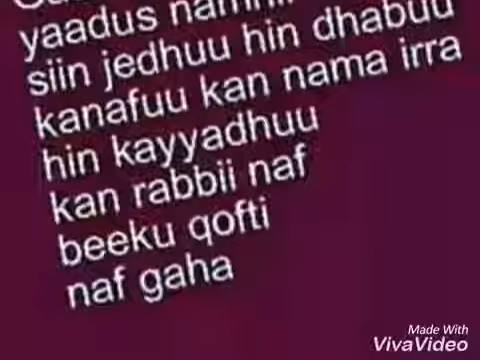 yaadus
siin jedhuu hin dhabuu
kanafuu kan nama irra
hin kayyadhuu
kan rabbii naf
beeku qofti
naf gaha
Made With
VivaVideo